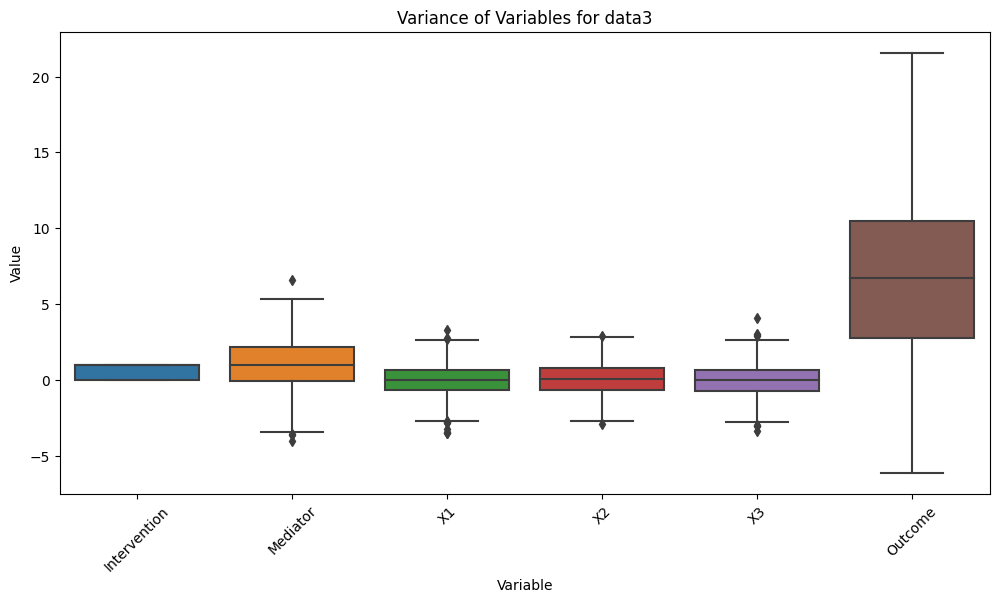 Variance of Variables for data3
Value
20
15
10
5
0
−5
Intervention
Mediator
X1
X2
X3
Outcome
Variable